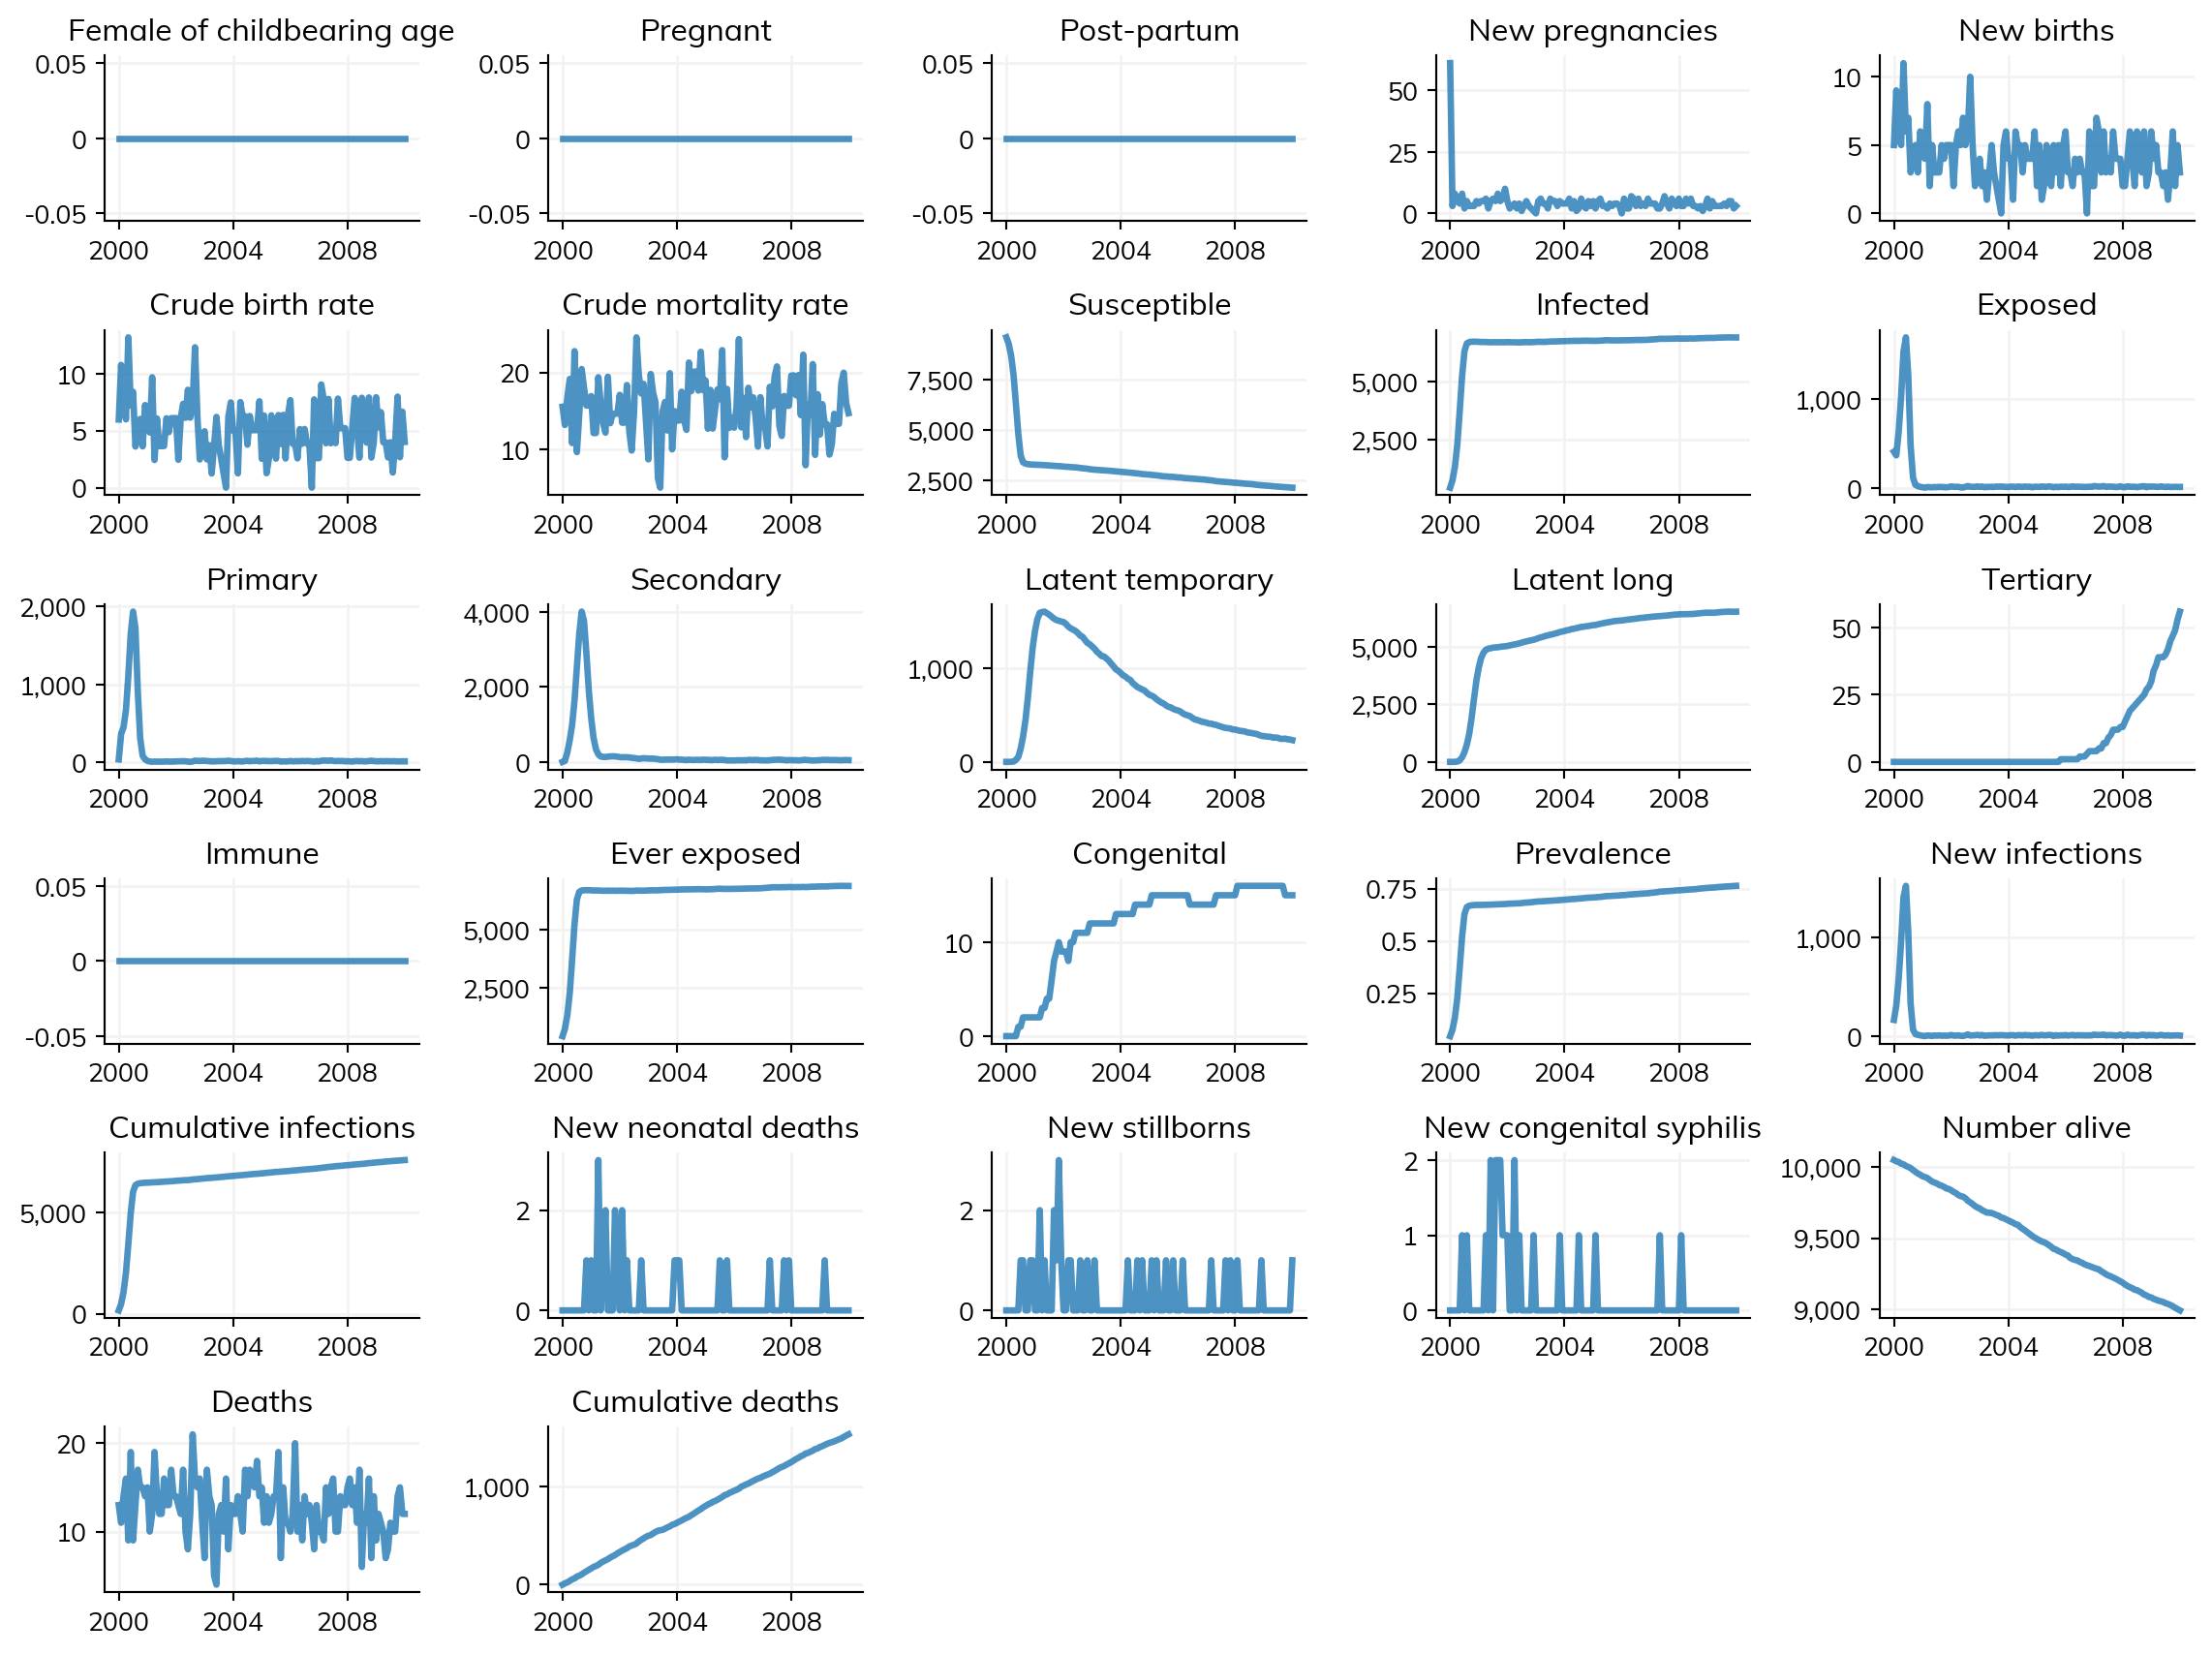 Female of childbearing age
0.05
0
-0.05
2000 2004 2008
Pregnant
0.05
0
-0.05
2000 2004 2008
Post-partum
0.05
0
-0.05
2000 2004 2008
New pregnancies
50
25
0
2000 2004 2008
New births
10
5
0
2000 2004 2008
Crude birth rate
10
5
0
2000 2004 2008
Crude mortality rate
20
10
2000 2004 2008
Susceptible
7,500
5,000
2,500
2000 2004 2008
Infected
5,000
2,500
2000 2004 2008
Exposed
1,000
0
2000 2004 2008
Primary
2,000
1,000
0
2000 2004 2008
Secondary
4,000
2,000
0
2000 2004 2008
Latent temporary
1,000
0
2000 2004 2008
Latent long
5,000
2,500
0
2000 2004 2008
Tertiary
50
25
0
2000 2004 2008
Immune
0.05
0
-0.05
2000 2004 2008
Ever exposed
5,000
2,500
2000 2004 2008
Congenital
10
0
2000 2004 2008
Prevalence
0.75
0.5
0.25
2000 2004 2008
New infections
1,000
0
2000 2004 2008
Cumulative infections
5,000
0
2000 2004 2008
New neonatal deaths
2
0
2000 2004 2008
New stillborns
2
0
2000 2004 2008
New congenital syphilis
2
1
0
2000 2004 2008
Number alive
10,000
9,500
9,000
2000 2004 2008
Deaths
20
10
2000 2004 2008
Cumulative deaths
1,000
0
2000 2004 2008